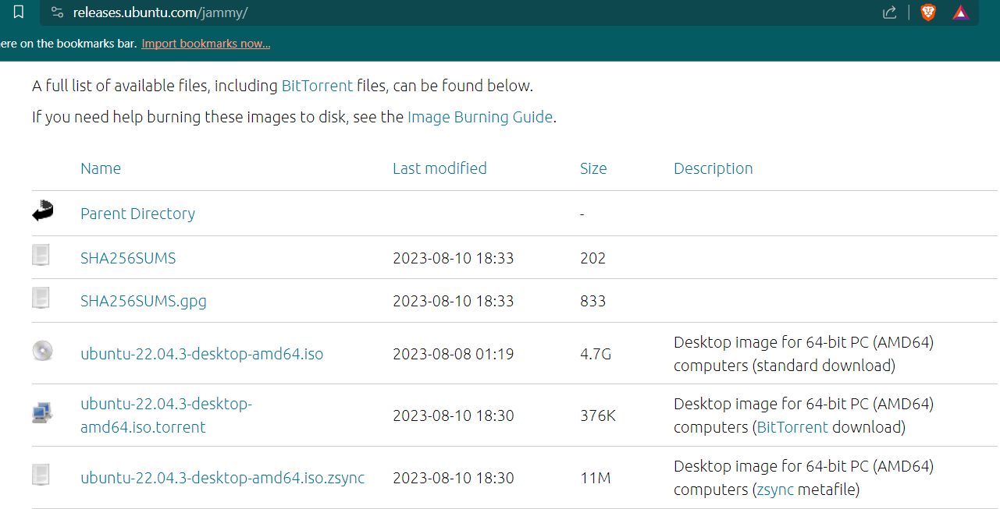 releases.ubuntu.com/jammy/
ere on the bookmarks bar. Import bookmarks now...
A full list of available files, including BitTorrent files, can be found below.
If you need help burning these images to disk, see the Image Burning Guide.
Name Last modified Size Description
Parent Directory -
SHA256SUMS 2023-08-10 18:33 202
SHA256SUMS.gpg 2023-08-10 18:33 833
ubuntu-22.04.3-desktop-amd64.iso 2023-08-08 01:19 4.7G Desktop image for 64-bit PC (AMD64)
computers (standard download)
ubuntu-22.04.3-desktop-
amd64.iso.torrent 2023-08-10 18:30 376K Desktop image for 64-bit PC (AMD64)
computers (BitTorrent download)
ubuntu-22.04.3-desktop-amd64.iso.zsync 2023-08-10 18:30 11M Desktop image for 64-bit PC (AMD64)
computers (zsync metafile)